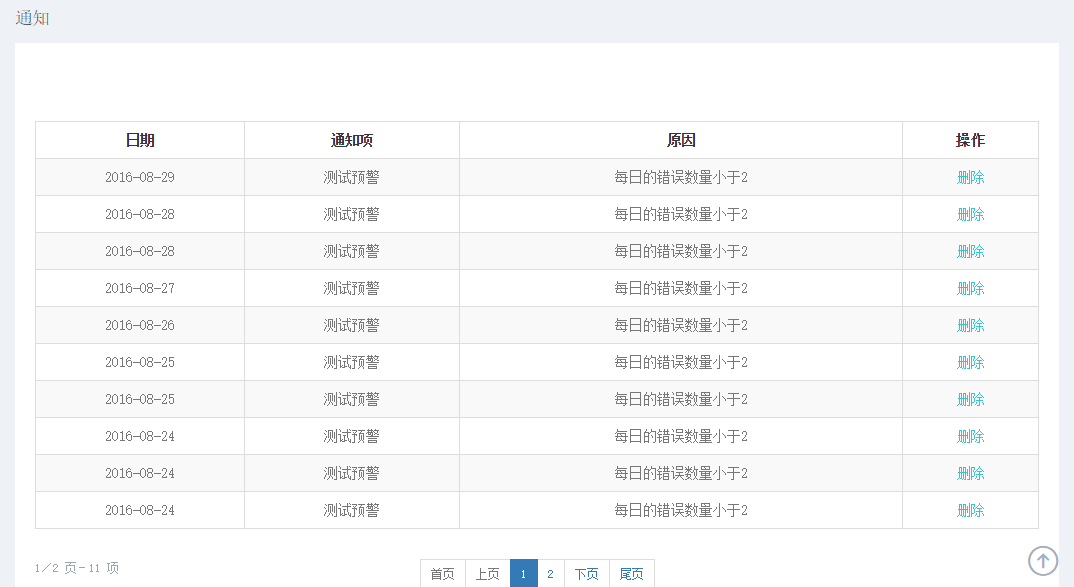 通知
日期 通知项 原因 操作
2016-08-29 测试预警 每日的错误数量小于2 删除
2016-08-28 测试预警 每日的错误数量小于2 删除
2016-08-28 测试预警 每日的错误数量小于2 删除
2016-08-27 测试预警 每日的错误数量小于2 删除
2016-08-26 测试预警 每日的错误数量小于2 删除
2016-08-25 测试预警 每日的错误数量小于2 删除
2016-08-25 测试预警 每日的错误数量小于2 删除
2016-08-24 测试预警 每日的错误数量小于2 删除
2016-08-24 测试预警 每日的错误数量小于2 删除
2016-08-24 测试预警 每日的错误数量小于2 删除
1／2 页-11 项 首页 上页 1 2 下页 尾页